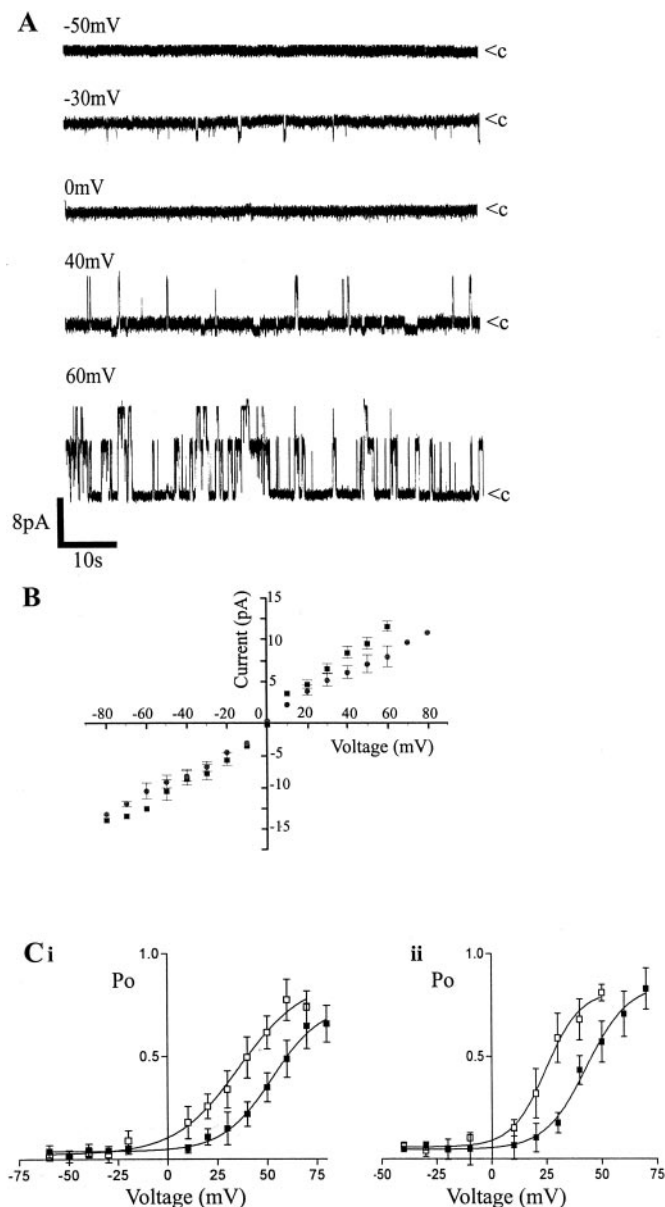 A
-50mV
<c
-30mV
<c
0mV
<c
40mV
<c
60mV
<c
8pA
10s
B
Current (pA)
15
10
5
-80 -60 -40 -20 0 20 40 60 80
Voltage (mV)
-5
-10
-15
C i
1.0
Po
0.5
-75 -50 -25 0 25 50 75
Voltage (mV)
ii
1.0
Po
0.5
-50 -25 0 25 50 75
Voltage (mV)